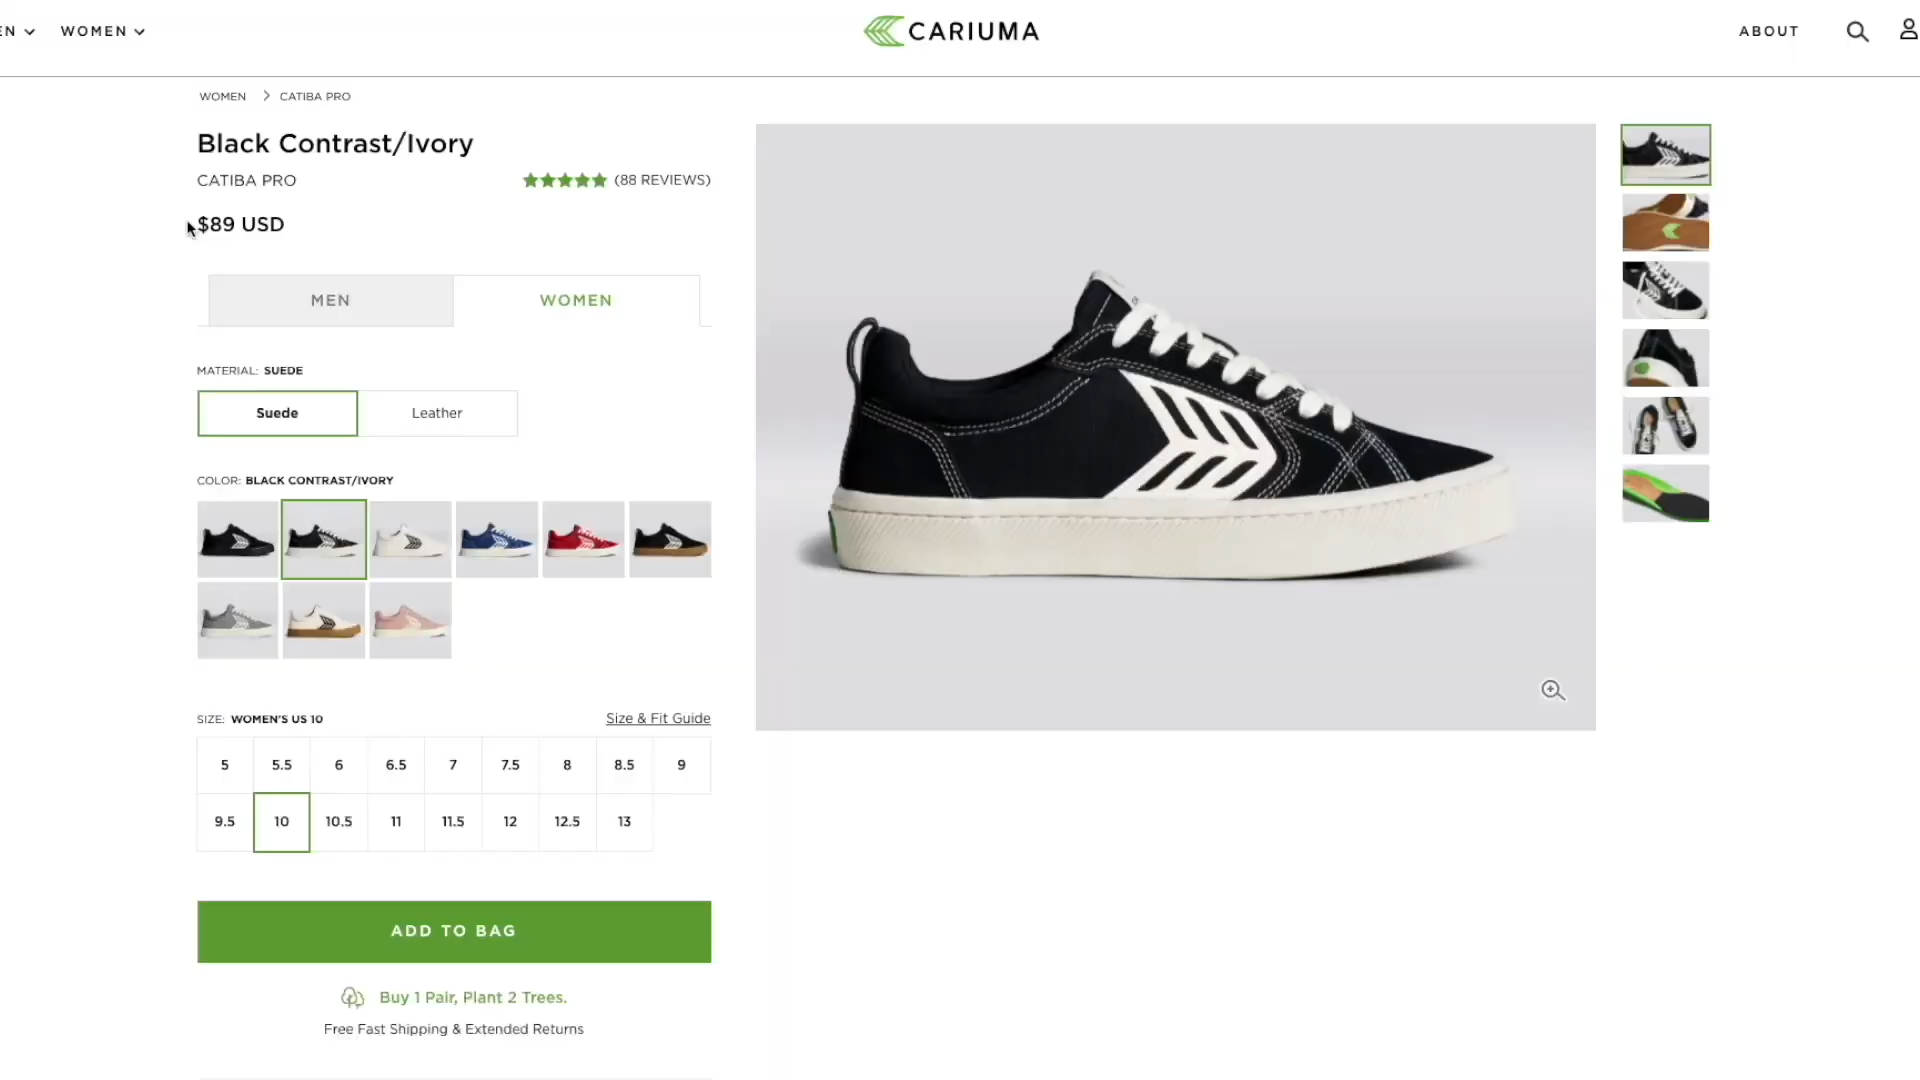 WOMEN
CARIUMA
ABOUT
WOMEN > CATIBA PRO
Black Contrast/Ivory
CATIBA PRO
(88 REVIEWS)
$89 USD
MEN
WOMEN
MATERIAL: SUEDE
Suede
Leather
COLOR: BLACK CONTRAST/IVORY
SIZE: WOMEN'S US 10
Size & Fit Guide
5 5.5 6 6.5 7 7.5 8 8.5 9
9.5 10 10.5 11 11.5 12 12.5 13
ADD TO BAG
Buy 1 Pair, Plant 2 Trees.
Free Fast Shipping & Extended Returns